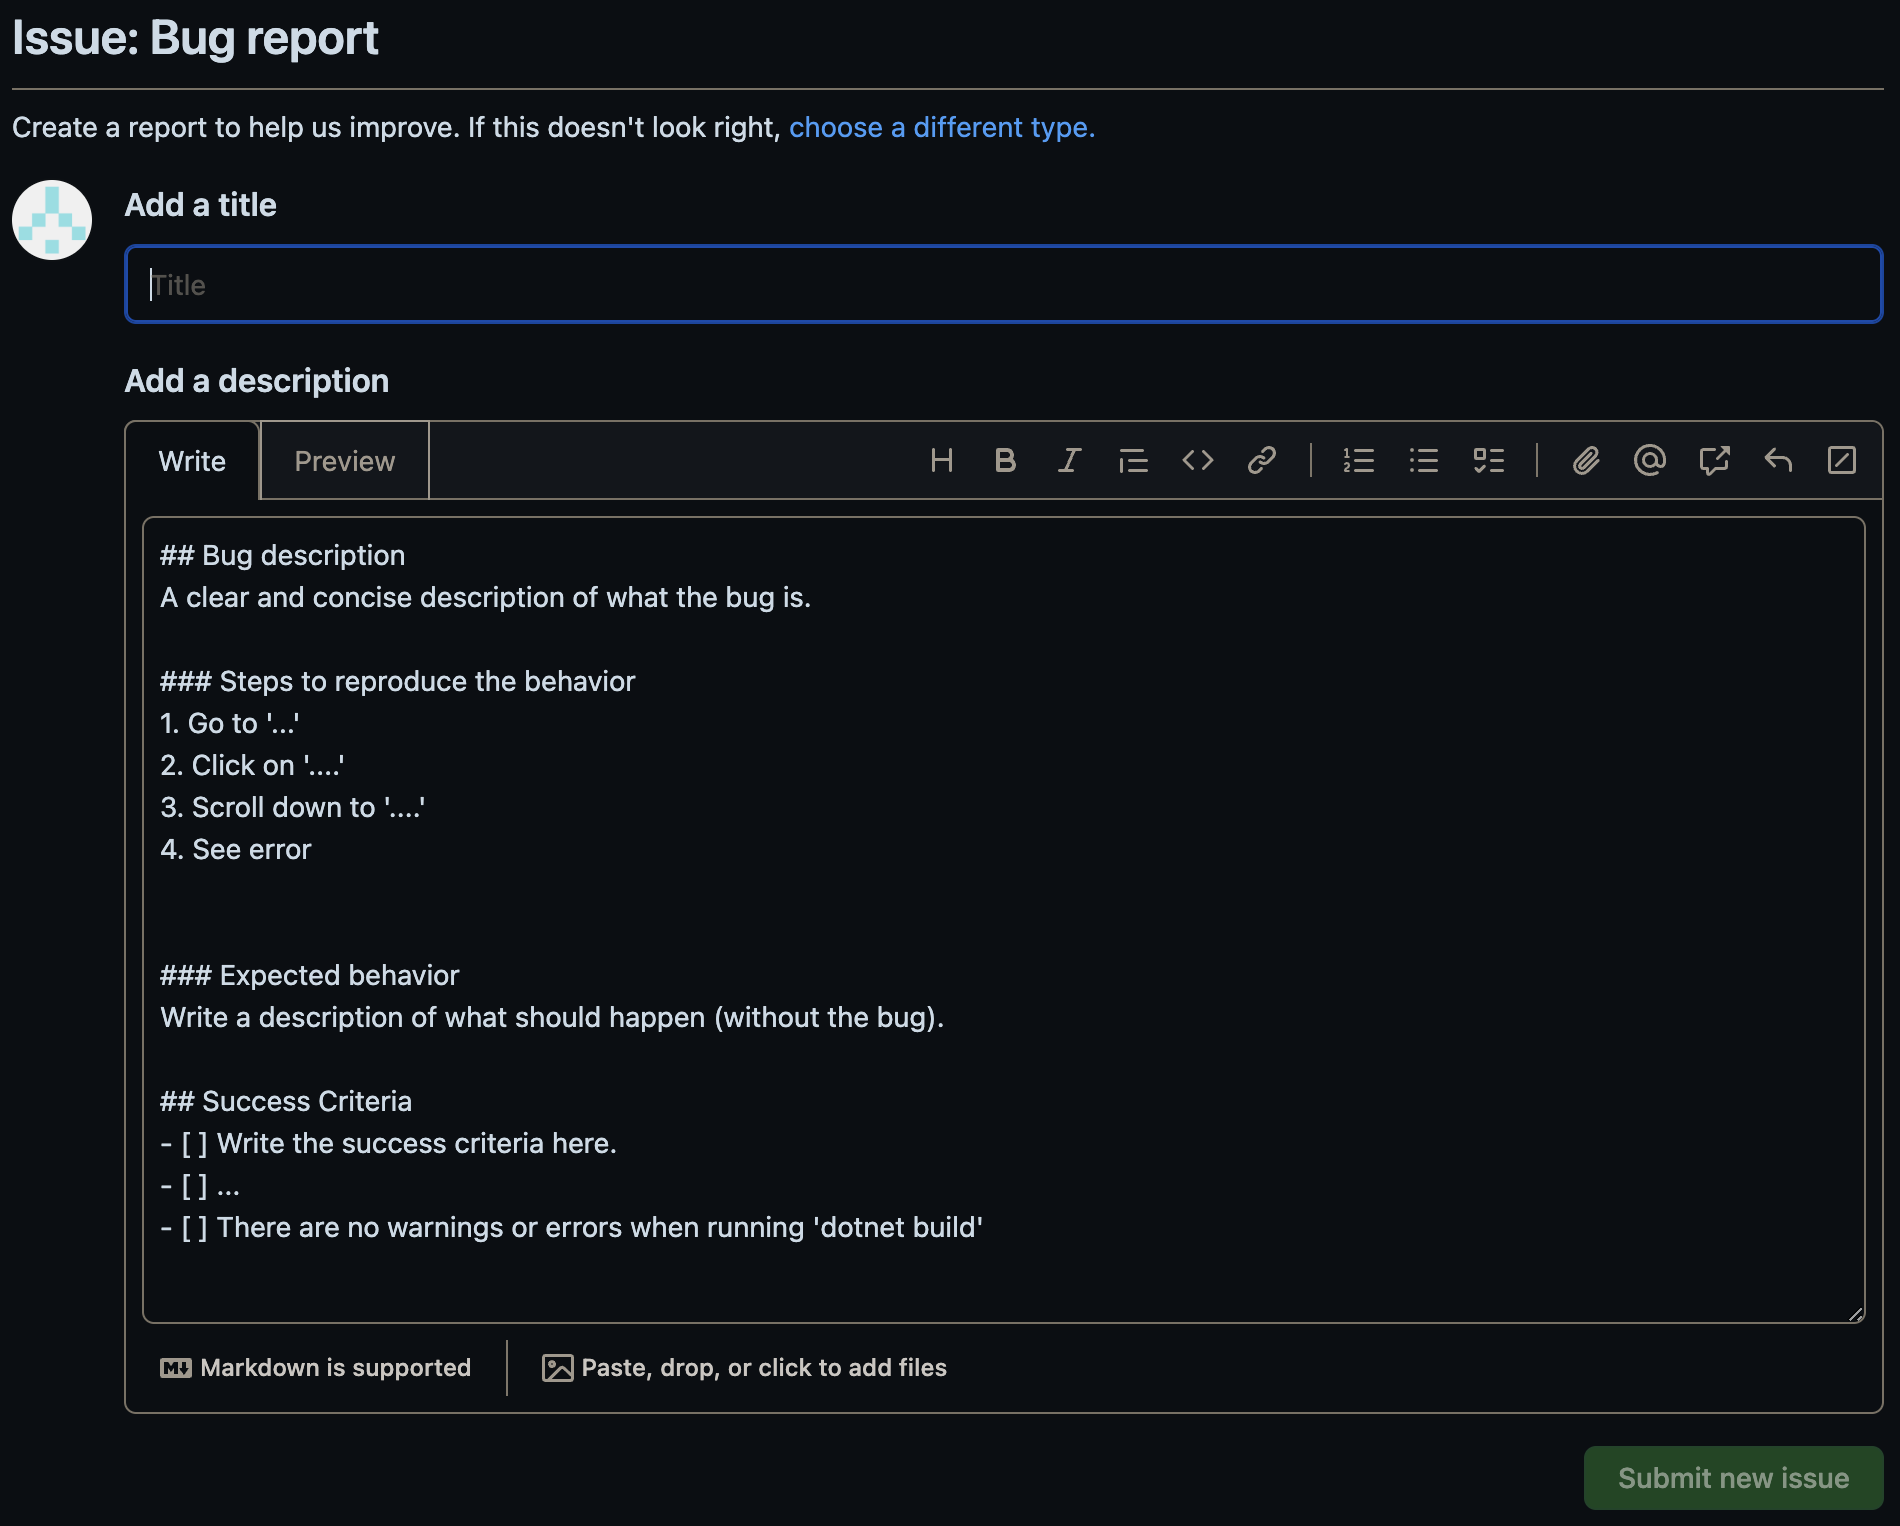 Issue: Bug report
Create a report to help us improve. If this doesn't look right, choose a different type.
Add a title
Title
Add a description
Write
Preview
## Bug description
A clear and concise description of what the bug is.
### Steps to reproduce the behavior
1. Go to '...'
2. Click on '....'
3. Scroll down to '....'
4. See error
### Expected behavior
Write a description of what should happen (without the bug).
## Success Criteria
- [ ] Write the success criteria here.
- [ ] ...
- [ ] There are no warnings or errors when running 'dotnet build'
Markdown is supported
Paste, drop, or click to add files
Submit new issue